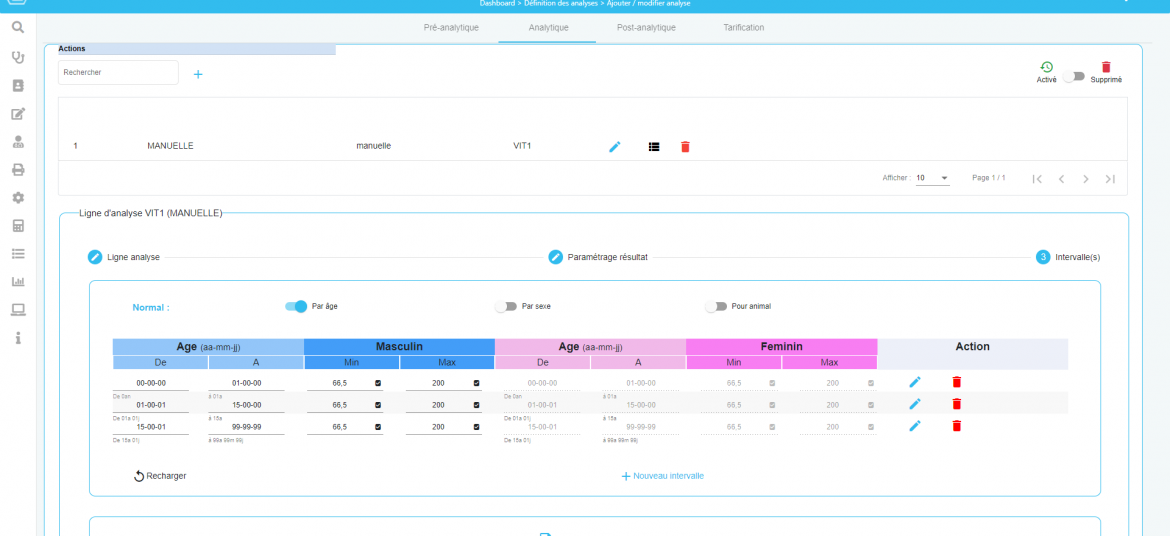 Dashboard > Définition des analyses > Ajouter / modifier analyse
Pré-analytique Analytique Post-analytique Tarification
Actions
Rechercher
Activé Supprimé
1 MANUELLE manuelle VIT1
Afficher : 10 Page 1 / 1
Ligne d'analyse VIT1 (MANUELLE)
Ligne analyse Paramétrage résultat 3 Intervalle(s)
Normal : Par âge Par sexe Pour animal
Age (aa-mm-jj) Masculin Age (aa-mm-jj) Feminin Action
De A Min Max De A Min Max
00-00-00 01-00-00 66,5 200 00-00-00 01-00-00 66,5 200
De 0an à 01a De 0an à 01a
01-00-01 15-00-00 66,5 200 01-00-01 15-00-00 66,5 200
De 01a 01j à 15a De 01a 01j à 15a
15-00-01 99-99-99 66,5 200 15-00-01 99-99-99 66,5 200
De 15a 01j à 99a 99m 99j De 15a 01j à 99a 99m 99j
Recharger Nouveau intervalle